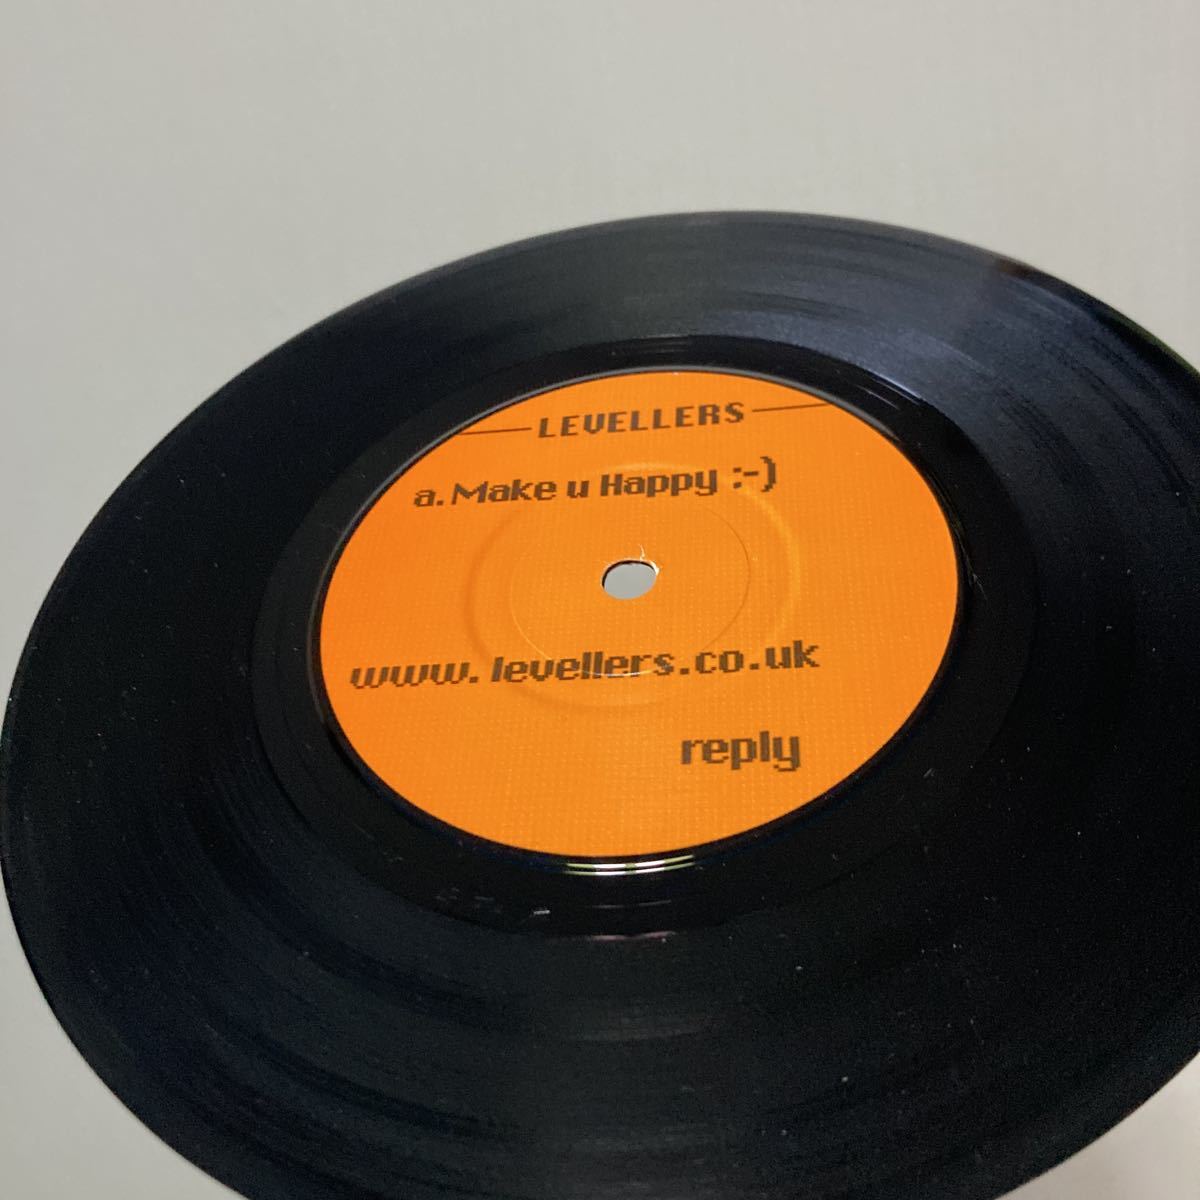 LEVELLERS
a. Make u Happy :-)
www.levellers.co.uk
reply